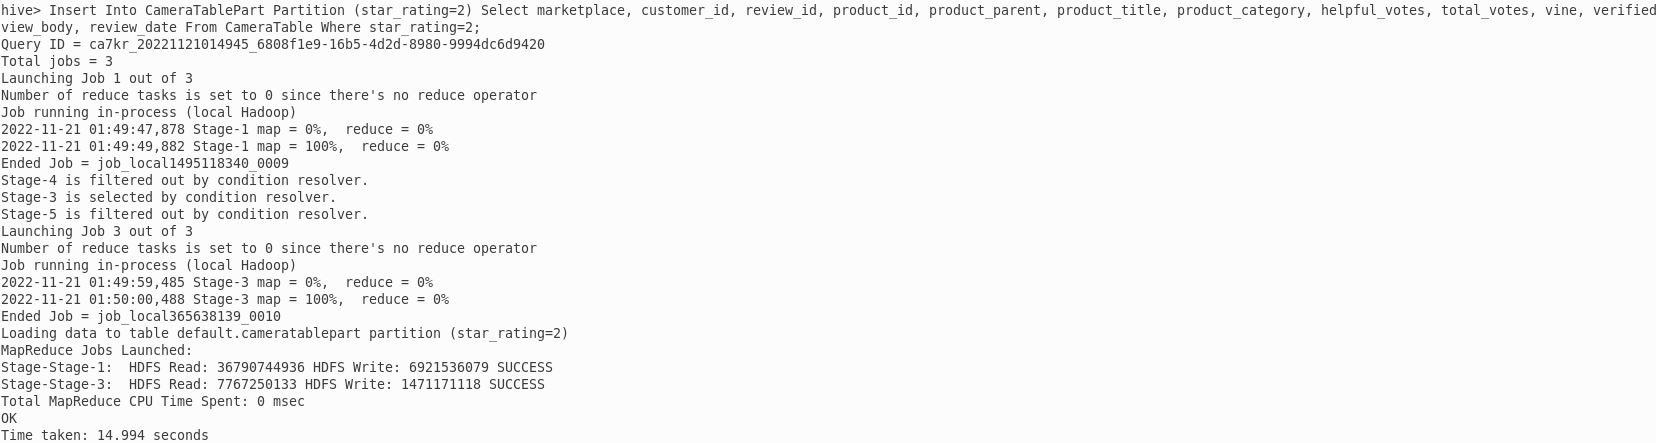 hive> Insert Into CameraTablePart Partition (star_rating=2) Select marketplace, customer_id, review_id, product_id, product_parent, product_title, product_category, helpful_votes, total_votes, vine, verified
view_body, review_date From CameraTable Where star_rating=2;
Query ID = ca7kr_20221121014945_6808f1e9-16b5-4d2d-8980-9994dc6d9420
Total jobs = 3
Launching Job 1 out of 3
Number of reduce tasks is set to 0 since there's no reduce operator
Job running in-process (local Hadoop)
2022-11-21 01:49:47,878 Stage-1 map = 0%,  reduce = 0%
2022-11-21 01:49:49,882 Stage-1 map = 100%,  reduce = 0%
Ended Job = job_local1495118340_0009
Stage-4 is filtered out by condition resolver.
Stage-3 is selected by condition resolver.
Stage-5 is filtered out by condition resolver.
Launching Job 3 out of 3
Number of reduce tasks is set to 0 since there's no reduce operator
Job running in-process (local Hadoop)
2022-11-21 01:49:59,485 Stage-3 map = 0%,  reduce = 0%
2022-11-21 01:50:00,488 Stage-3 map = 100%,  reduce = 0%
Ended Job = job_local365638139_0010
Loading data to table default.cameratablepart partition (star_rating=2)
MapReduce Jobs Launched:
Stage-Stage-1:  HDFS Read: 36790744936 HDFS Write: 6921536079 SUCCESS
Stage-Stage-3:  HDFS Read: 7767250133 HDFS Write: 1471171118 SUCCESS
Total MapReduce CPU Time Spent: 0 msec
OK
Time taken: 14.994 seconds